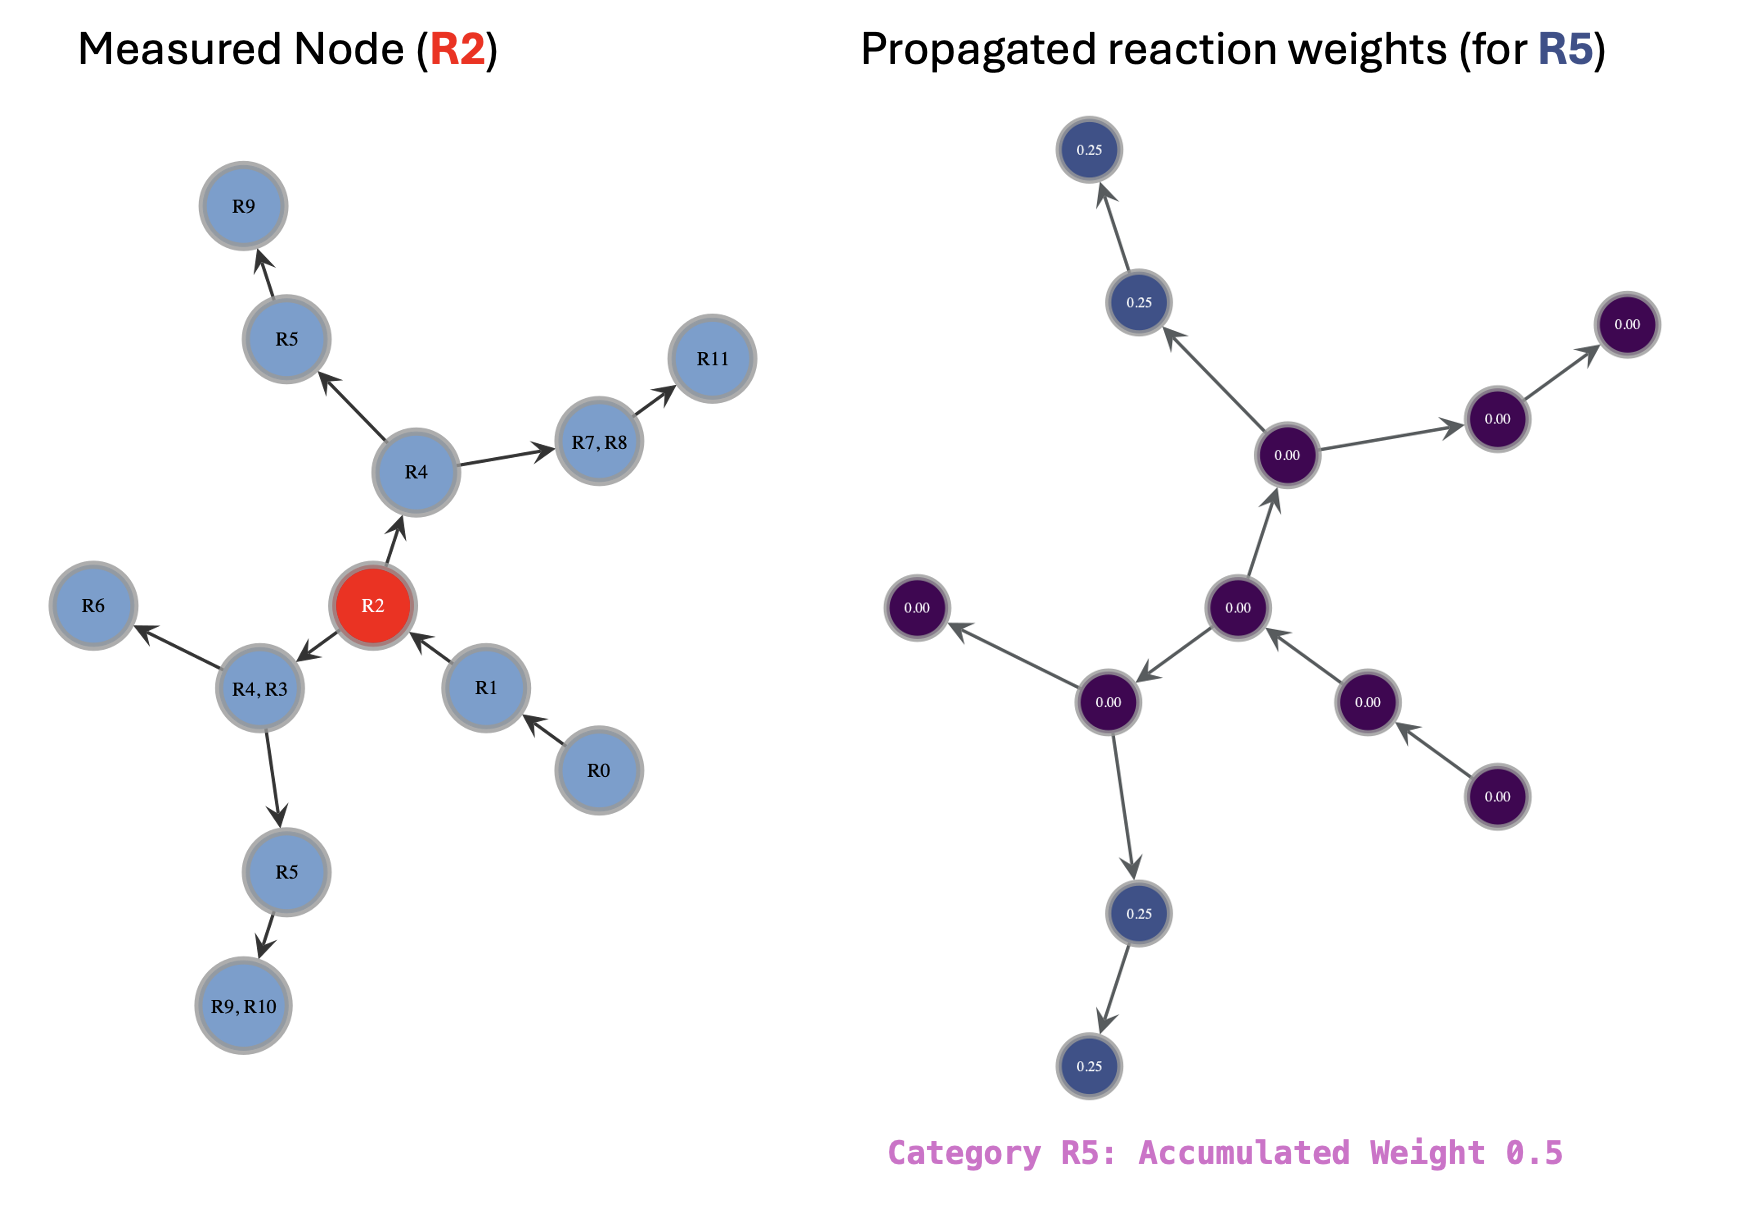 Measured Node (R2)
R9
R5
R11
R7, R8
R4
R6
R2
R4, R3
R1
R0
R5
R9, R10
Propagated reaction weights (for R5)
0.25
0.25
0.00
0.00
0.00
0.00
0.00
0.00
0.00
0.00
0.25
0.25
Category R5: Accumulated Weight 0.5